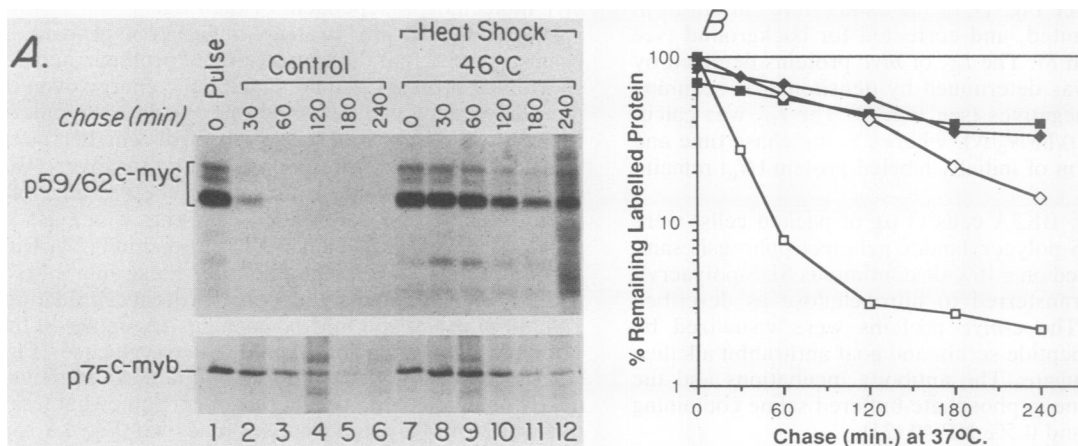 A.
Pulse
Control
Heat Shock
46°C
chase (min)
0 30 60 120 180 240 0 30 60 120 180 240
p59/62c-myc
p75c-myb
1 2 3 4 5 6 7 8 9 10 11 12
B
% Remaining Labelled Protein
100
10
1
0 60 120 180 240
Chase (min.) at 37°C.